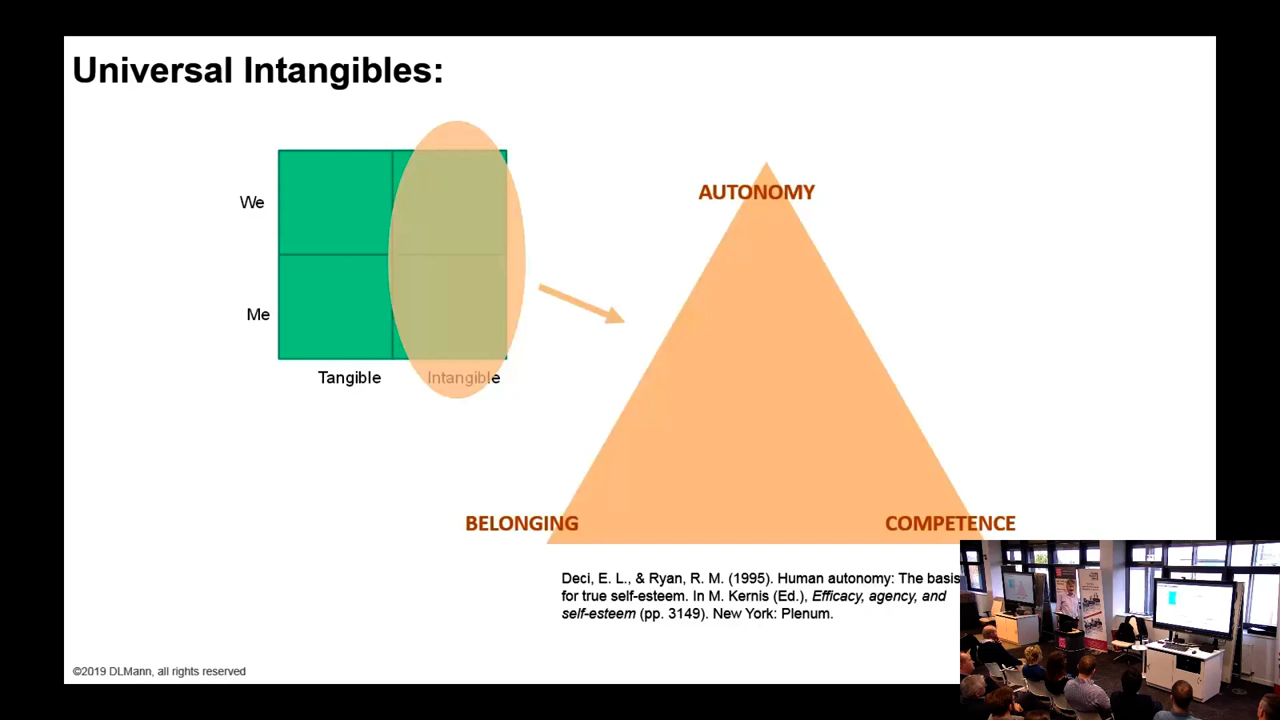 Universal Intangibles:
We
Me
Tangible
Intangible
AUTONOMY
BELONGING
COMPETENCE
Deci, E. L., & Ryan, R. M. (1995). Human autonomy: The basis
for true self-esteem. In M. Kernis (Ed.), Efficacy, agency, and
self-esteem (pp. 3149). New York: Plenum.
©2019 DLMann, all rights reserved